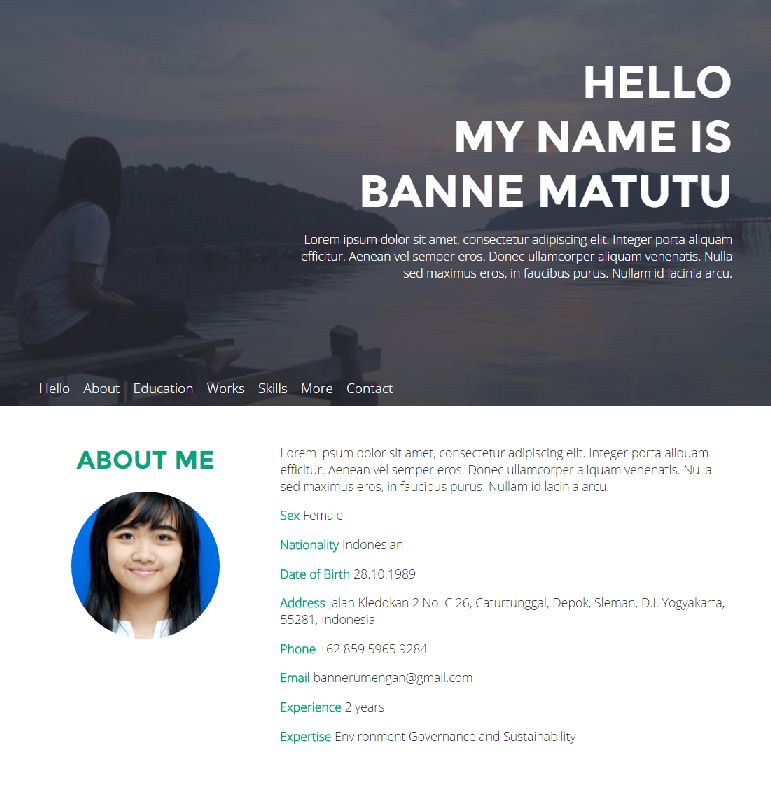 HELLO
MY NAME IS
BANNE MATUTU
Lorem ipsum dolor sit amet, consectetur adipiscing elit. Integer porta aliquam
efficitur. Aenean vel semper eros. Donec ullamcorper aliquam venenatis. Nulla
sed maximus eros, in faucibus purus. Nullam id lacinia arcu.
Hello About Education Works Skills More Contact
ABOUT ME
Lorem ipsum dolor sit amet, consectetur adipiscing elit. Integer porta aliquam
efficitur. Aenean vel semper eros. Donec ullamcorper aliquam venenatis. Nulla
sed maximus eros, in faucibus purus. Nullam id lacinia arcu.
Sex Female
Nationality Indonesian
Date of Birth 28.10.1989
Address Jalan Kledokan 2 No. C 26, Caturtunggal, Depok, Sleman, D.I. Yogyakarta,
55281, Indonesia
Phone +62 859 5965 9284
Email bannerumengan@gmail.com
Experience 2 years
Expertise Environment Governance and Sustainability